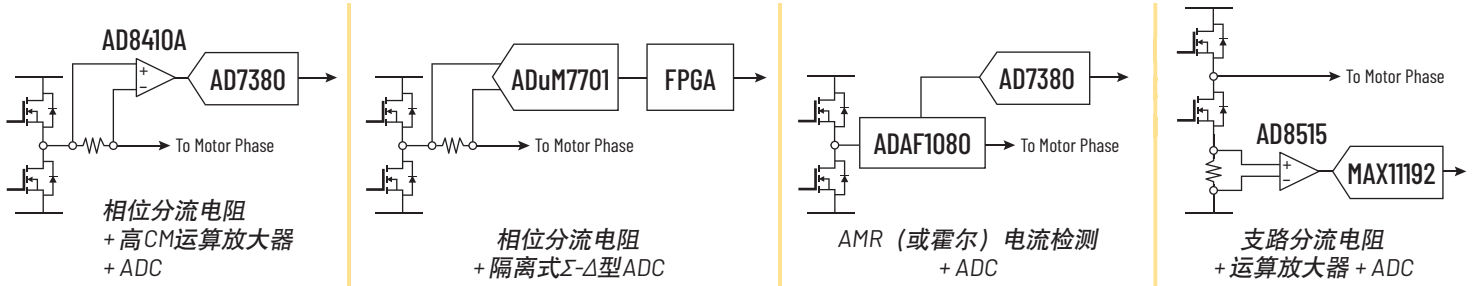 AD8410A
+
−
AD7380
To Motor Phase
相位分流电阻
+ 高CM运算放大器
+ ADC
ADuM7701
FPGA
To Motor Phase
相位分流电阻
+ 隔离式Σ-Δ型ADC
AD7380
ADAF1080
To Motor Phase
AMR（或霍尔）电流检测
+ ADC
To Motor Phase
AD8515
+
−
MAX11192
支路分流电阻
+ 运算放大器 + ADC